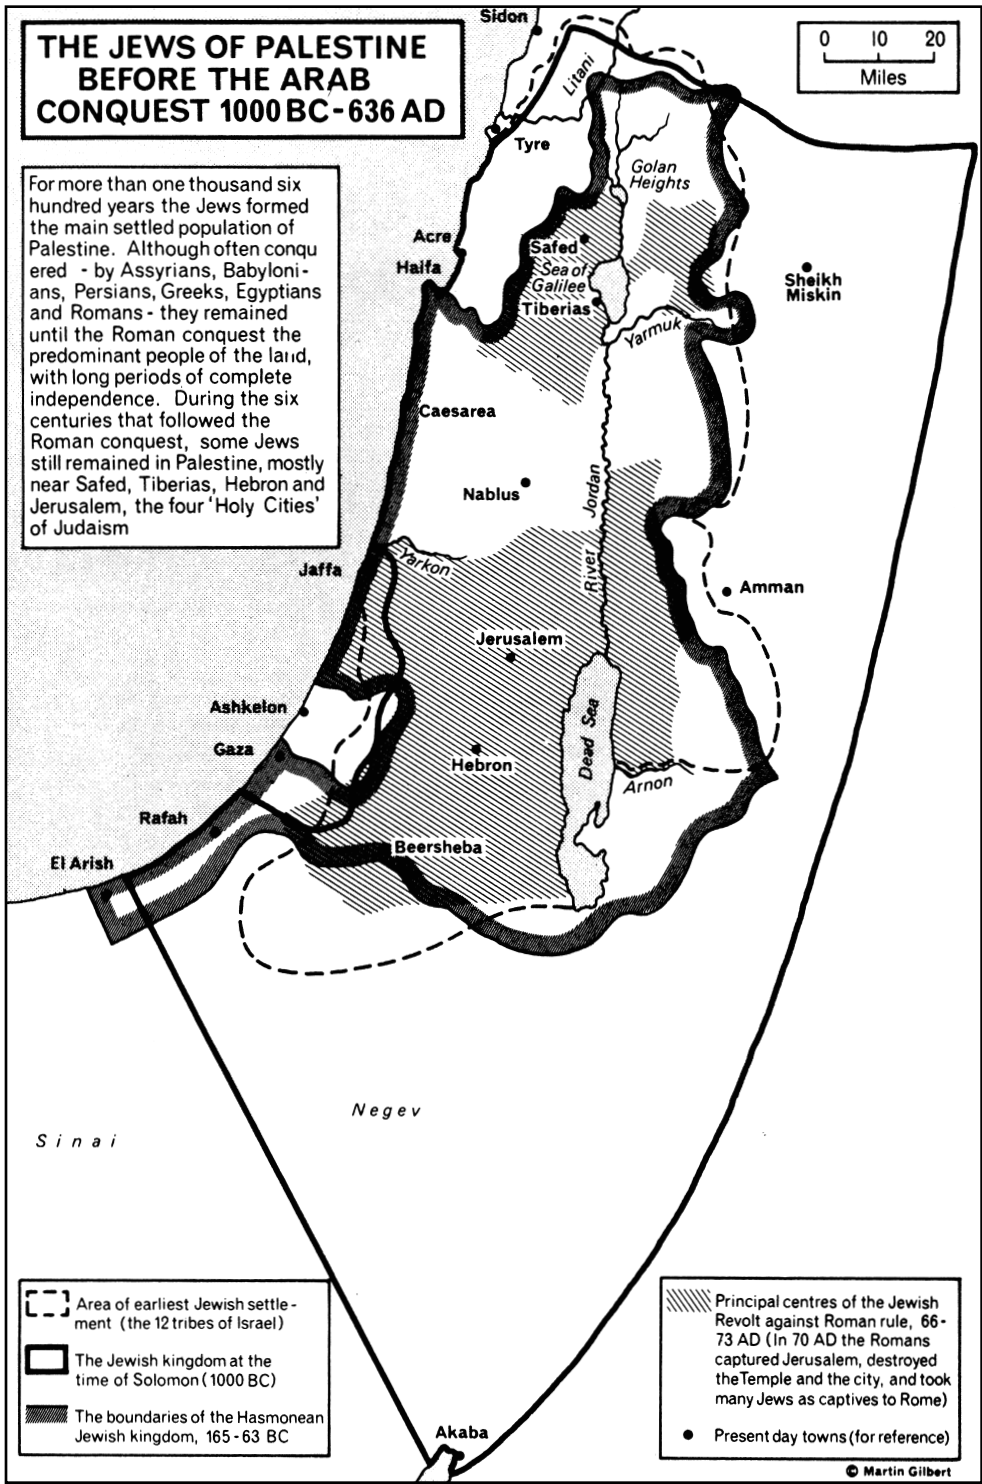 THE JEWS OF PALESTINE
BEFORE THE ARAB
CONQUEST 1000 BC-636 AD
For more than one thousand six
hundred years the Jews formed
the main settled population of
Palestine. Although often conqu
ered - by Assyrians, Babyloni-
ans, Persians, Greeks, Egyptians
and Romans - they remained
until the Roman conquest the
predominant people of the land,
with long periods of complete
independence. During the six
centuries that followed the
Roman conquest, some Jews
still remained in Palestine, mostly
near Safed, Tiberias, Hebron and
Jerusalem, the four 'Holy Cities'
of Judaism
0 10 20
Miles
Sidon
Litani
Tyre
Golan
Heights
Acre
Safed
Haifa
Sea of
Galilee
Sheikh
Miskin
Tiberias
Yarmuk
Caesarea
Nablus
River Jordan
Yarkon
Jaffa
Amman
Jerusalem
Ashkelon
Dead Sea
Gaza
Hebron
Arnon
Rafah
Beersheba
El Arish
Negev
Sinai
Akaba
Area of earliest Jewish settle-
ment (the 12 tribes of Israel)
The Jewish kingdom at the
time of Solomon (1000 BC)
The boundaries of the Hasmonean
Jewish kingdom, 165-63 BC
Principal centres of the Jewish
Revolt against Roman rule, 66-
73 AD (In 70 AD the Romans
captured Jerusalem, destroyed
the Temple and the city, and took
many Jews as captives to Rome)
Present day towns (for reference)
© Martin Gilbert